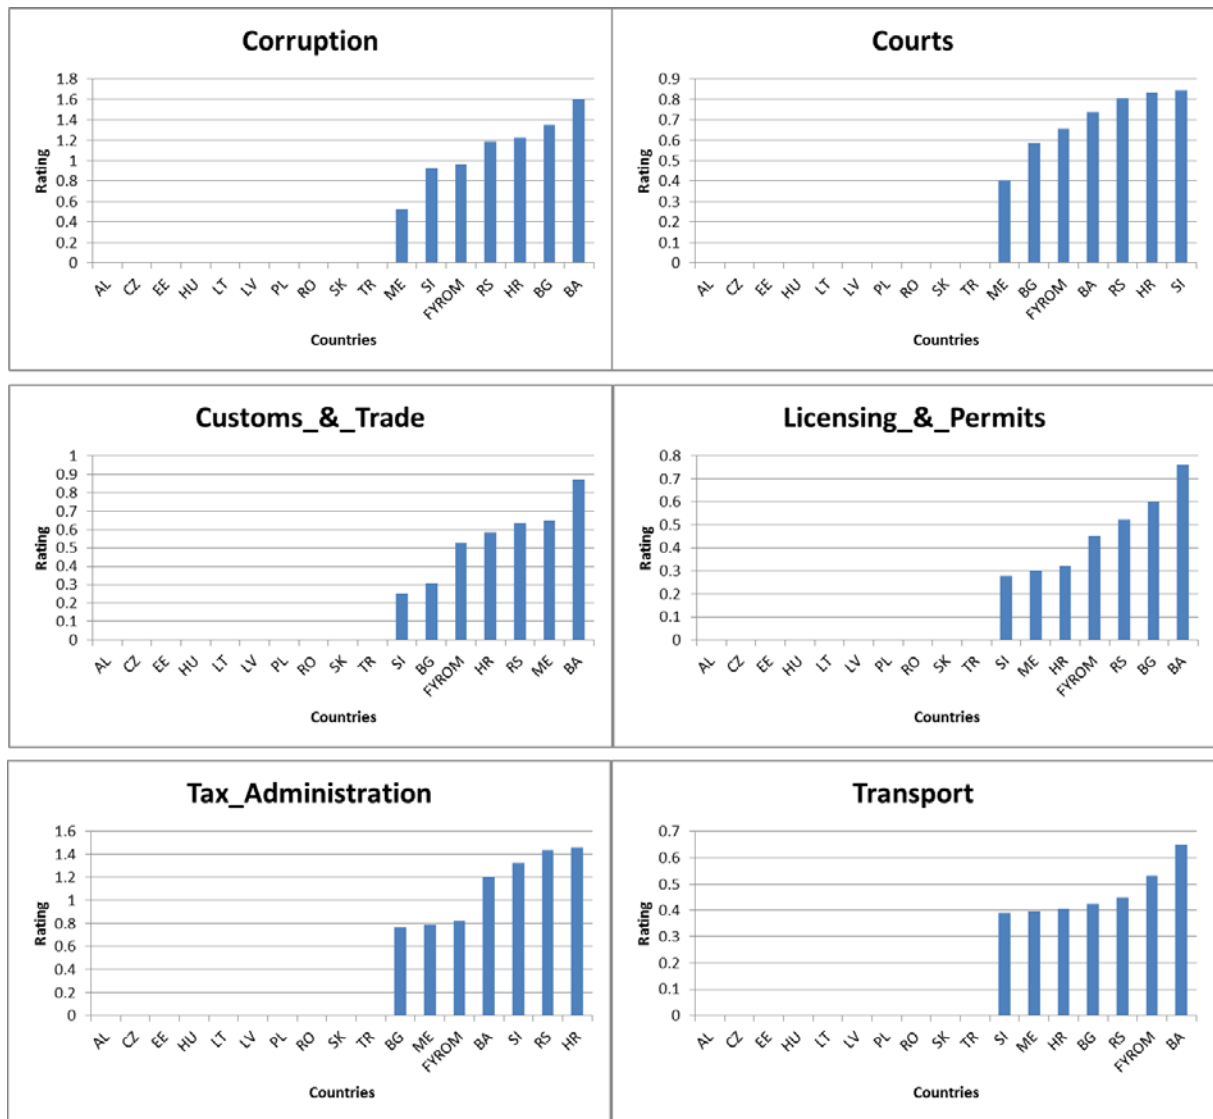 Corruption
Rating
1.8
1.6
1.4
1.2
1
0.8
0.6
0.4
0.2
0
AL CZ EE HU LT LV PL RO SK TR ME SI FYROM RS HR BG BA
Countries
Courts
Rating
0.9
0.8
0.7
0.6
0.5
0.4
0.3
0.2
0.1
0
AL CZ EE HU LT LV PL RO SK TR ME BG FYROM BA RS HR SI
Countries
Customs_&_Trade
Rating
1
0.9
0.8
0.7
0.6
0.5
0.4
0.3
0.2
0.1
0
AL CZ EE HU LT LV PL RO SK TR SI BG FYROM HR RS ME BA
Countries
Licensing_&_Permits
Rating
0.8
0.7
0.6
0.5
0.4
0.3
0.2
0.1
0
AL CZ EE HU LT LV PL RO SK TR SI ME HR FYROM RS BG BA
Countries
Tax_Administration
Rating
1.6
1.4
1.2
1
0.8
0.6
0.4
0.2
0
AL CZ EE HU LT LV PL RO SK TR BG ME FYROM BA SI RS HR
Countries
Transport
Rating
0.7
0.6
0.5
0.4
0.3
0.2
0.1
0
AL CZ EE HU LT LV PL RO SK TR SI ME HR BG RS FYROM BA
Countries